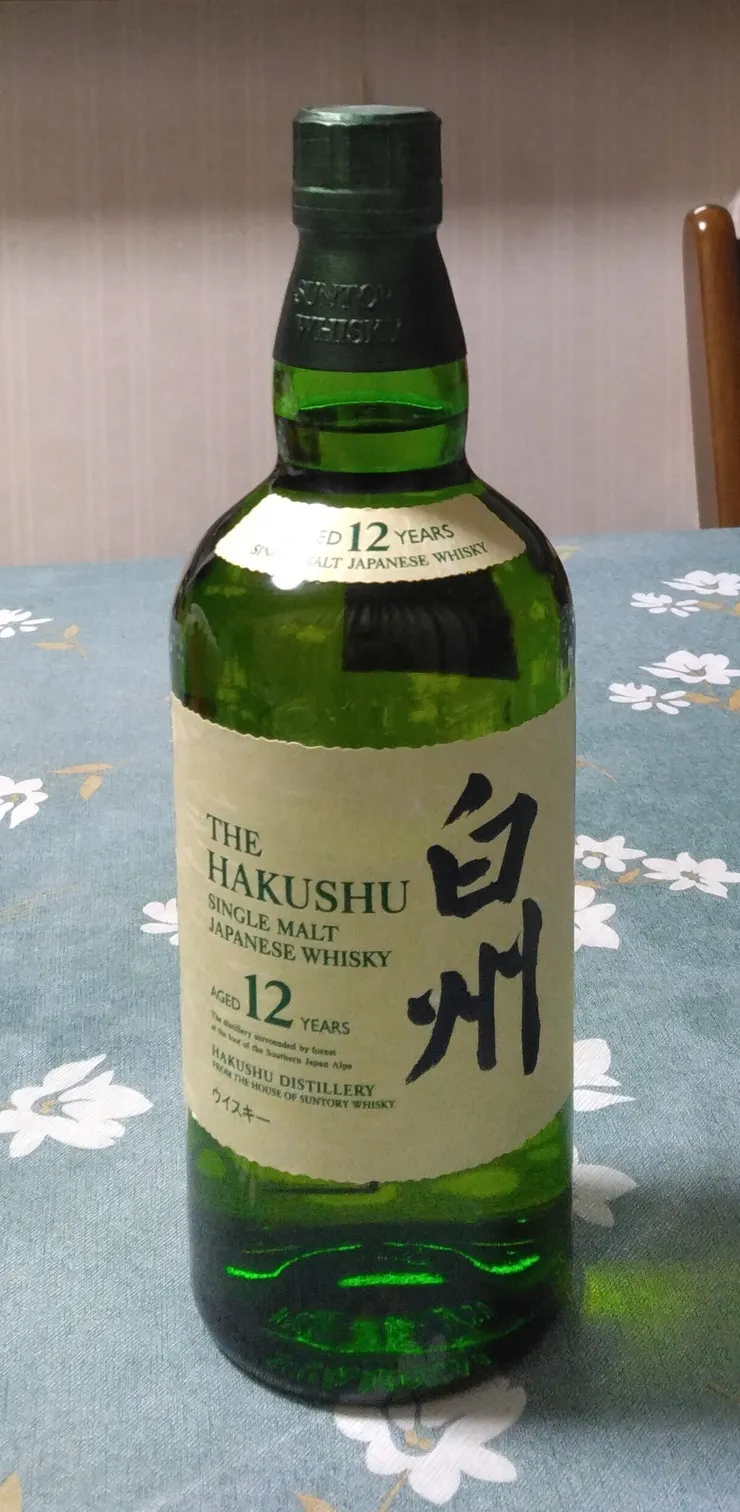 SUNTORY
WHISKY
12 YEARS
MALT JAPANESE WHISKY
THE
HAKUSHU
SINGLE MALT
JAPANESE WHISKY
AGED 12 YEARS
The distillery surrounded by forest
at the foot of the Southern Japan Alps
HAKUSHU DISTILLERY
FROM THE HOUSE OF SUNTORY WHISKY
ウイスキー
白州